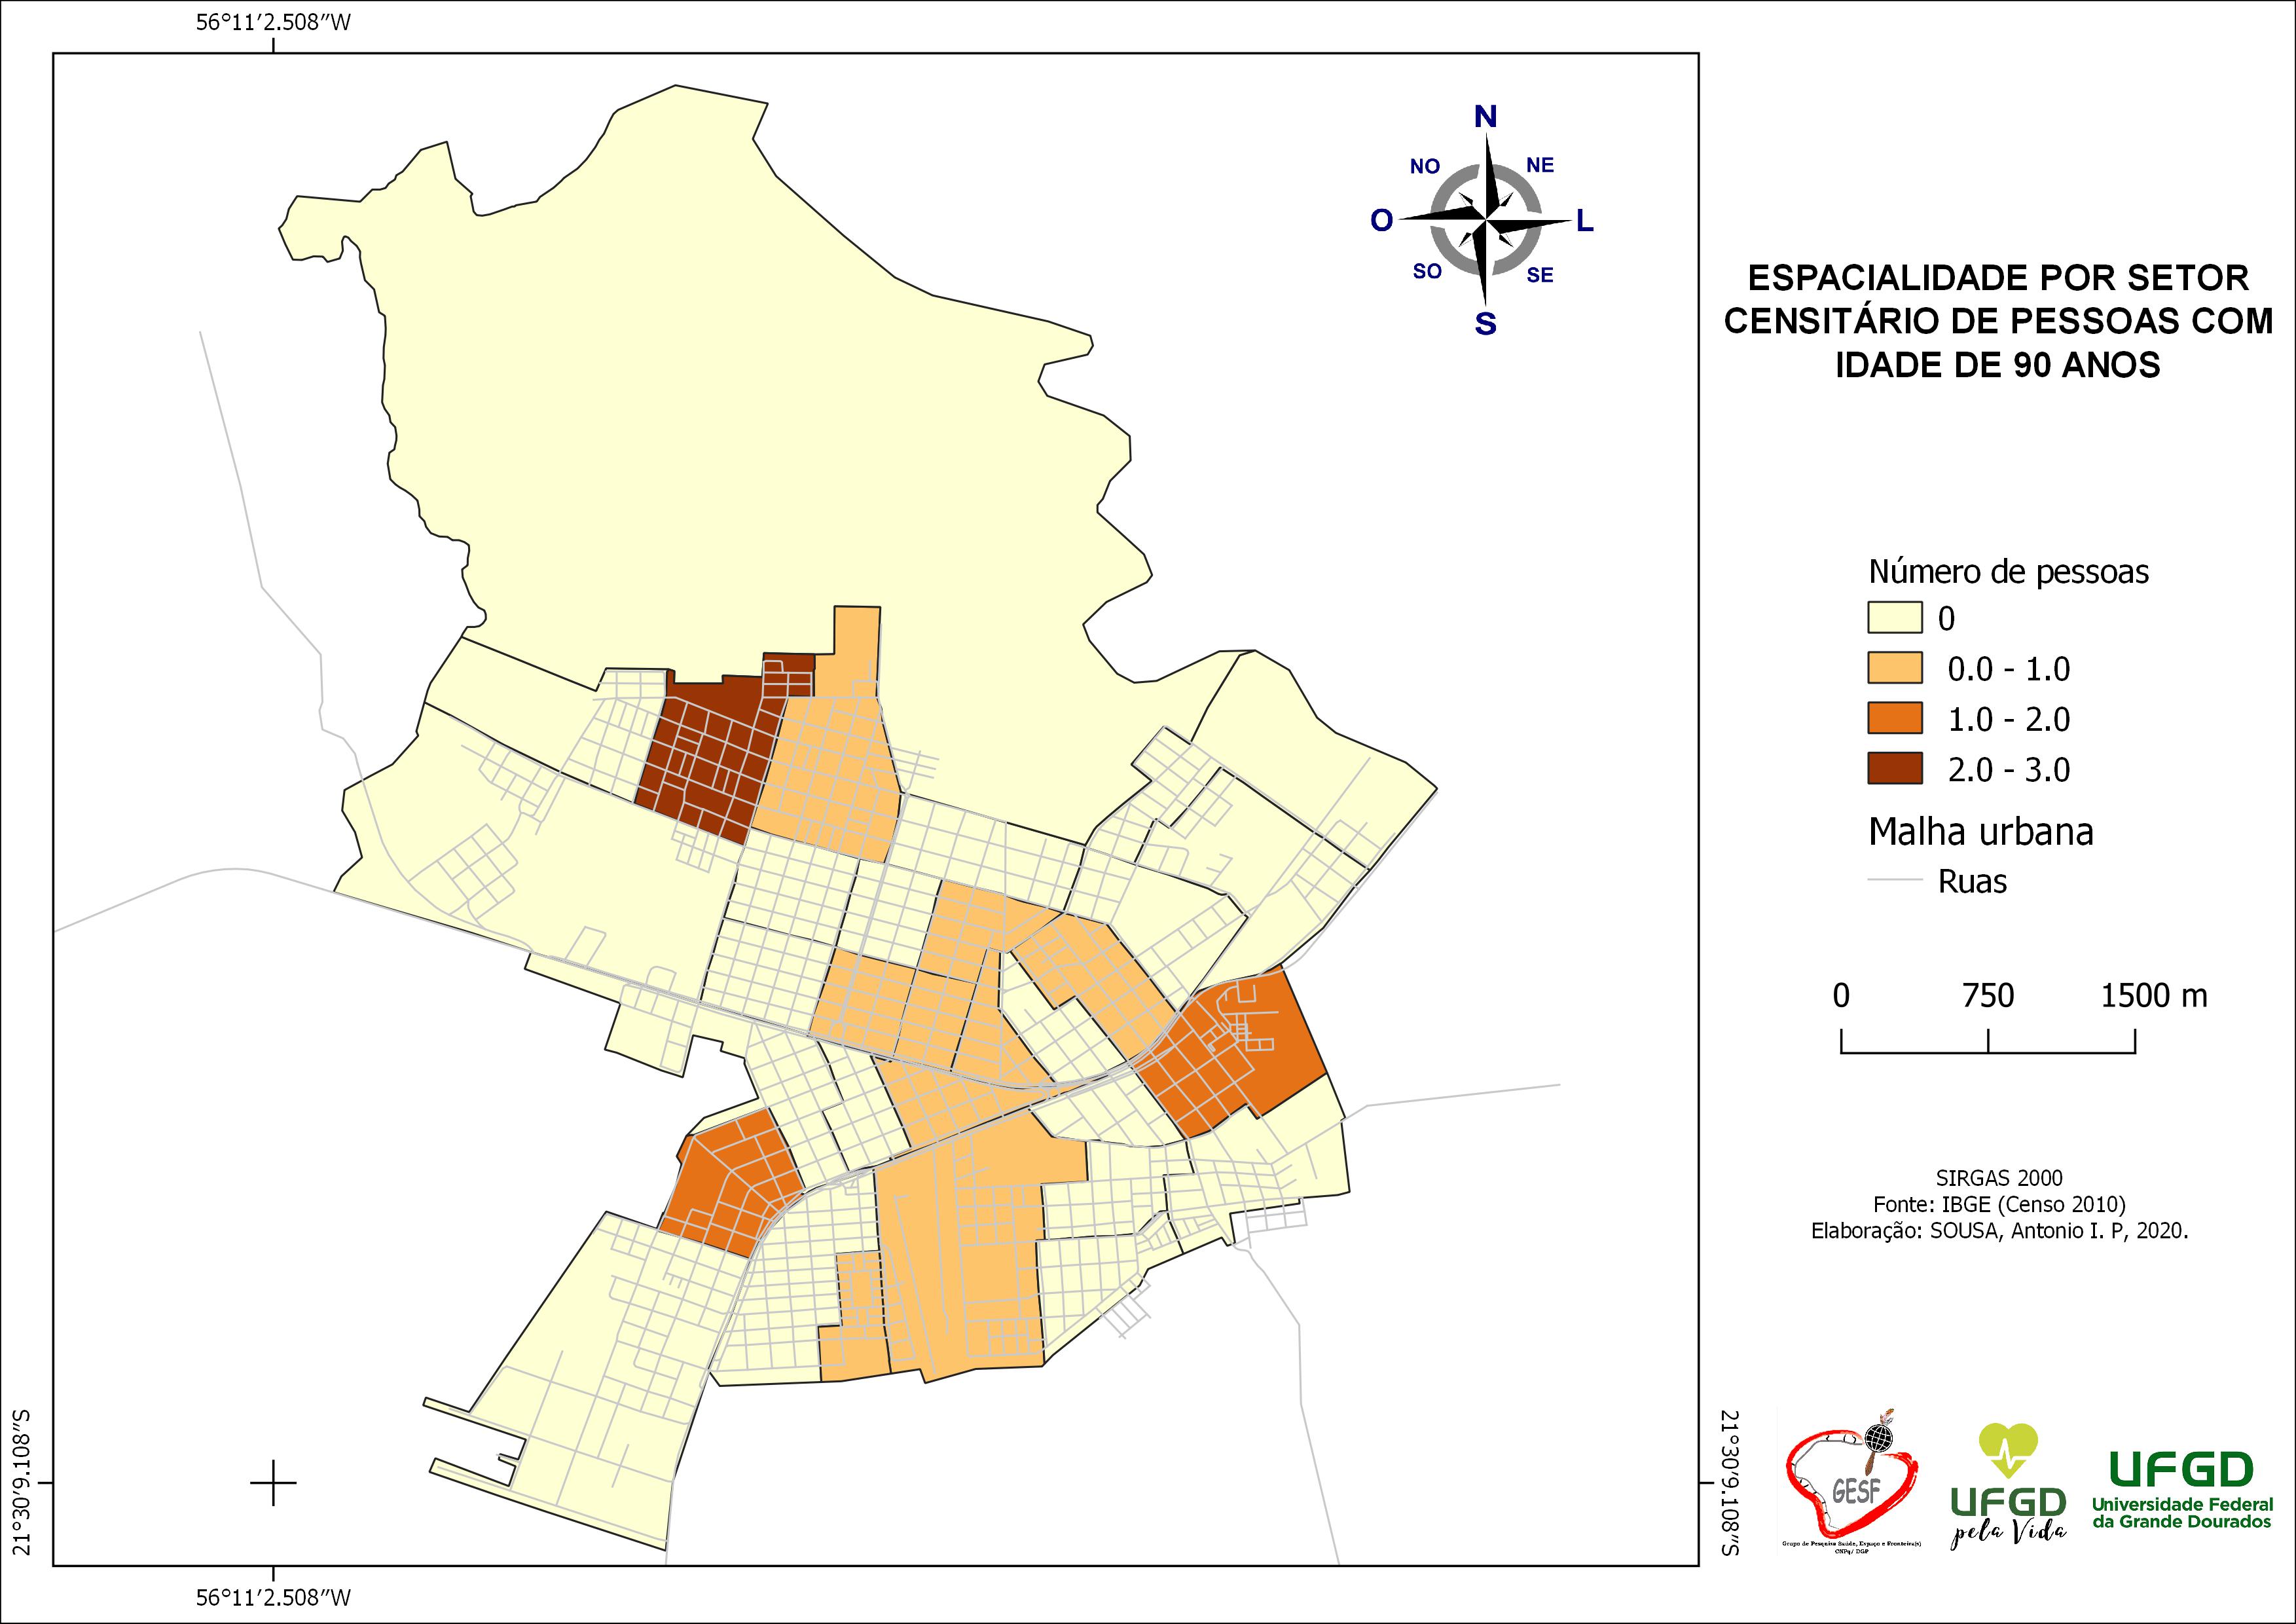 56°11′2.508″W
N
NO
NE
O
L
SO
SE
S
ESPACIALIDADE POR SETOR
CENSITÁRIO DE PESSOAS COM
IDADE DE 90 ANOS
Número de pessoas
0
0.0 - 1.0
1.0 - 2.0
2.0 - 3.0
Malha urbana
Ruas
0 750 1500 m
SIRGAS 2000
Fonte: IBGE (Censo 2010)
Elaboração: SOUSA, Antonio I. P, 2020.
21°30′9.108″S
21°30′9.108″S
GESF
Grupo de Pesquisa Saúde, Espaço e Fronteira(s)
CNPq/ DGP
UFGD
pela Vida
UFGD
Universidade Federal
da Grande Dourados
56°11′2.508″W